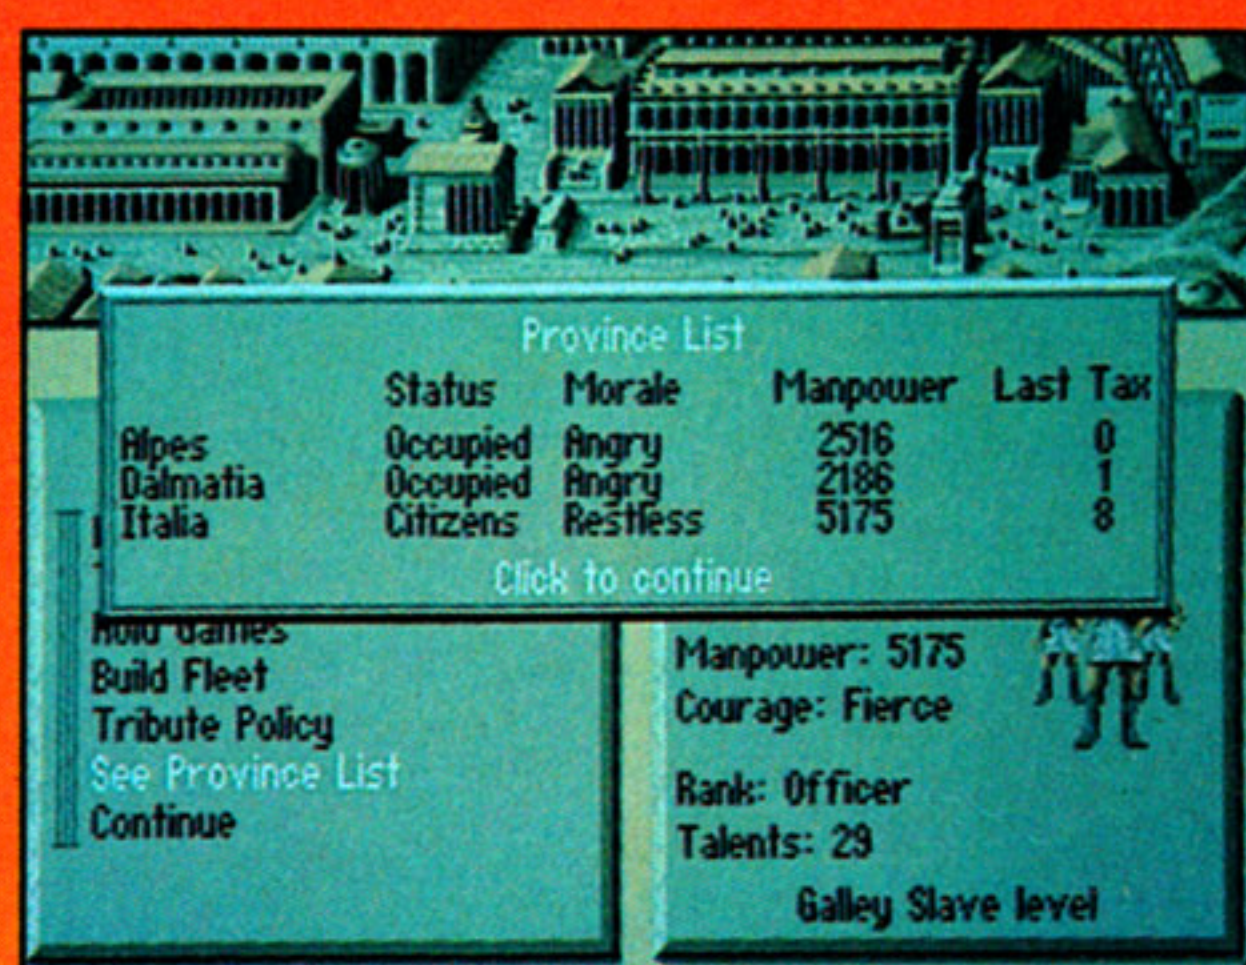 Province List
Status Morale Manpower Last Tax
Alpes Occupied Angry 2516 0
Dalmatia Occupied Angry 2186 1
Italia Citizens Restless 5175 8
Click to continue
Hold Games
Build Fleet
Tribute Policy
See Province List
Continue
Manpower: 5175
Courage: Fierce
Rank: Officer
Talents: 29
Galley Slave level